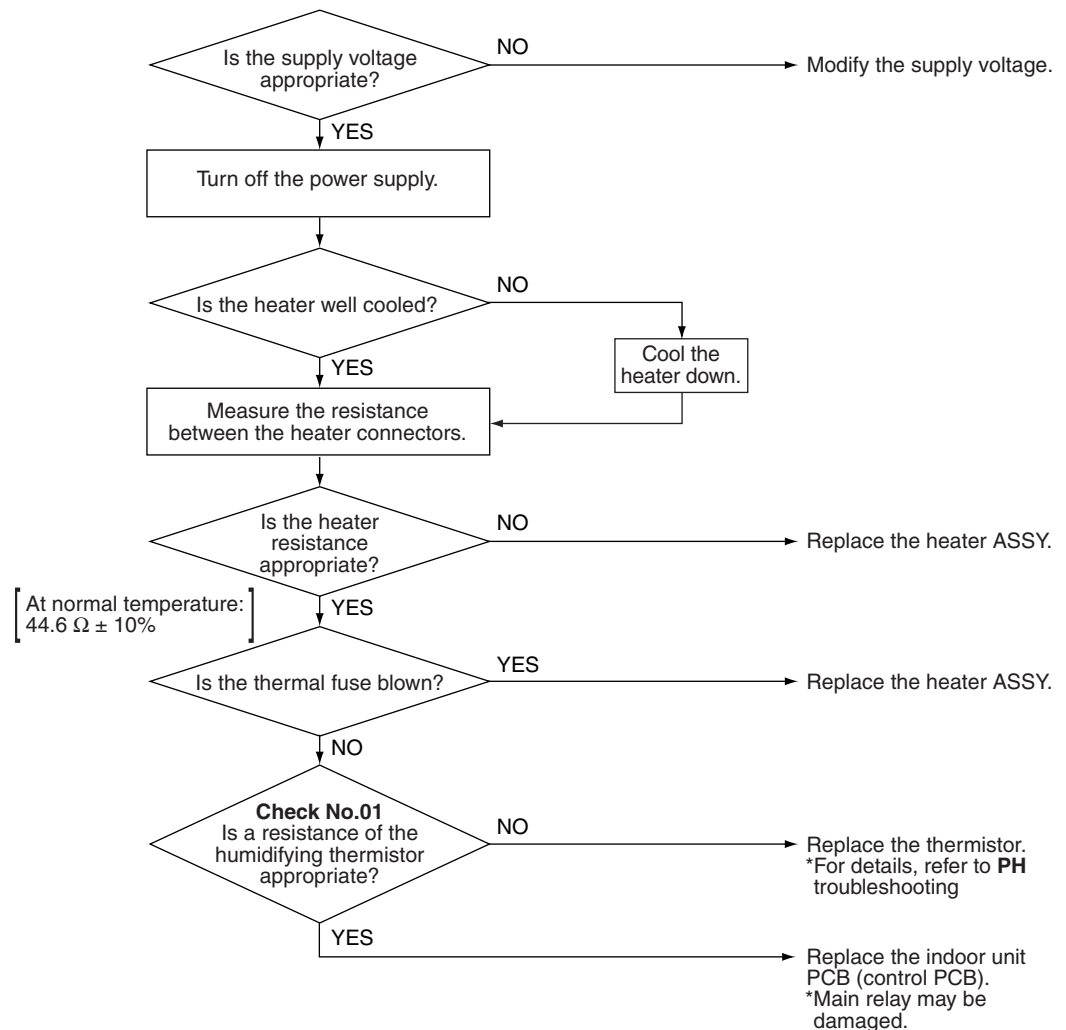 Is the supply voltage
appropriate?
NO
Modify the supply voltage.
YES
Turn off the power supply.
Is the heater well cooled?
NO
Cool the
heater down.
YES
Measure the resistance
between the heater connectors.
Is the heater
resistance
appropriate?
NO
Replace the heater ASSY.
At normal temperature:
44.6 Ω ± 10%
YES
Is the thermal fuse blown?
YES
Replace the heater ASSY.
NO
Check No.01
Is a resistance of the
humidifying thermistor
appropriate?
NO
Replace the thermistor.
*For details, refer to PH
troubleshooting
YES
Replace the indoor unit
PCB (control PCB).
*Main relay may be
damaged.